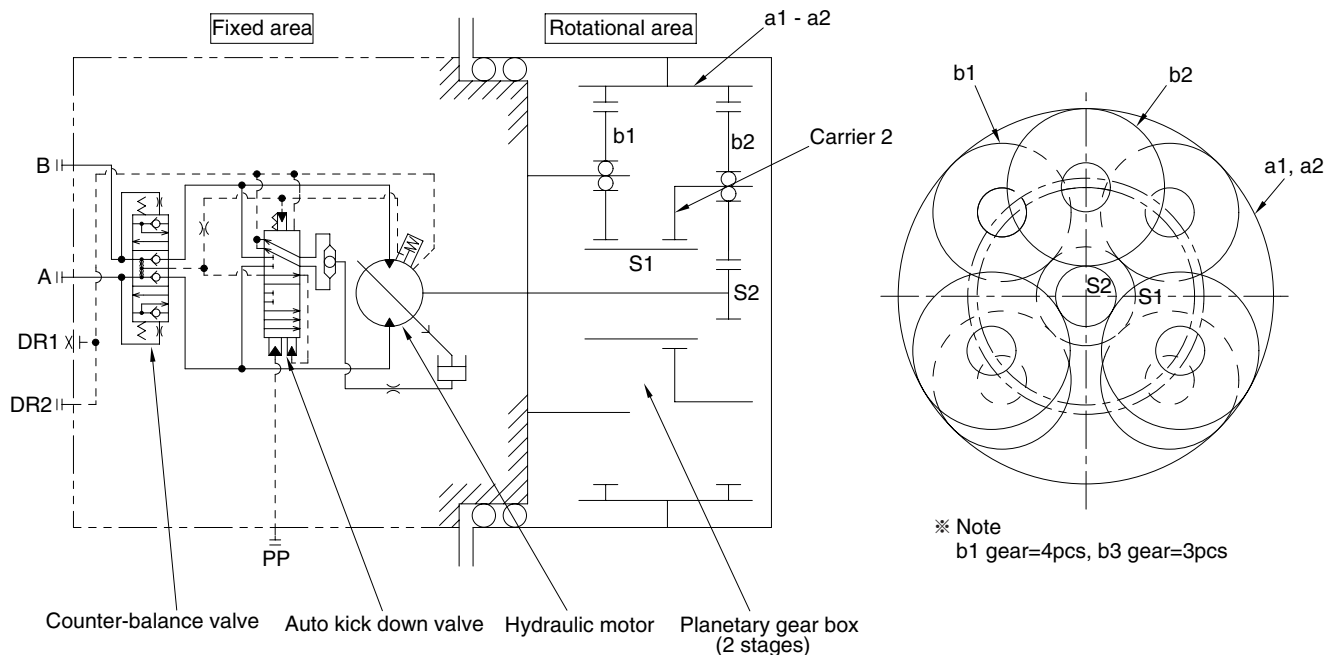 Fixed area
Rotational area
a1 - a2
b1
b2
Carrier 2
S1
S2
B
A
DR1
DR2
PP
Counter-balance valve
Auto kick down valve
Hydraulic motor
Planetary gear box
(2 stages)
b1
b2
a1, a2
S2
S1
※ Note
b1 gear=4pcs, b3 gear=3pcs